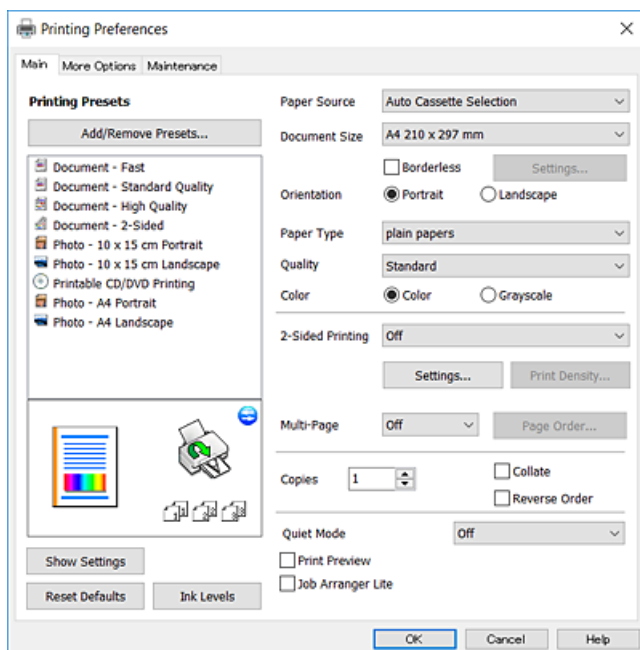 Printing Preferences
Main
More Options
Maintenance
Printing Presets
Add/Remove Presets...
Document - Fast
Document - Standard Quality
Document - High Quality
Document - 2-Sided
Photo - 10 x 15 cm Portrait
Photo - 10 x 15 cm Landscape
Printable CD/DVD Printing
Photo - A4 Portrait
Photo - A4 Landscape
Show Settings
Reset Defaults
Ink Levels
Paper Source Auto Cassette Selection
Document Size A4 210 x 297 mm
Borderless Settings...
Orientation Portrait Landscape
Paper Type plain papers
Quality Standard
Color Color Grayscale
2-Sided Printing Off
Settings... Print Density...
Multi-Page Off Page Order...
Copies 1 Collate
Reverse Order
Quiet Mode Off
Print Preview
Job Arranger Lite
OK Cancel Help